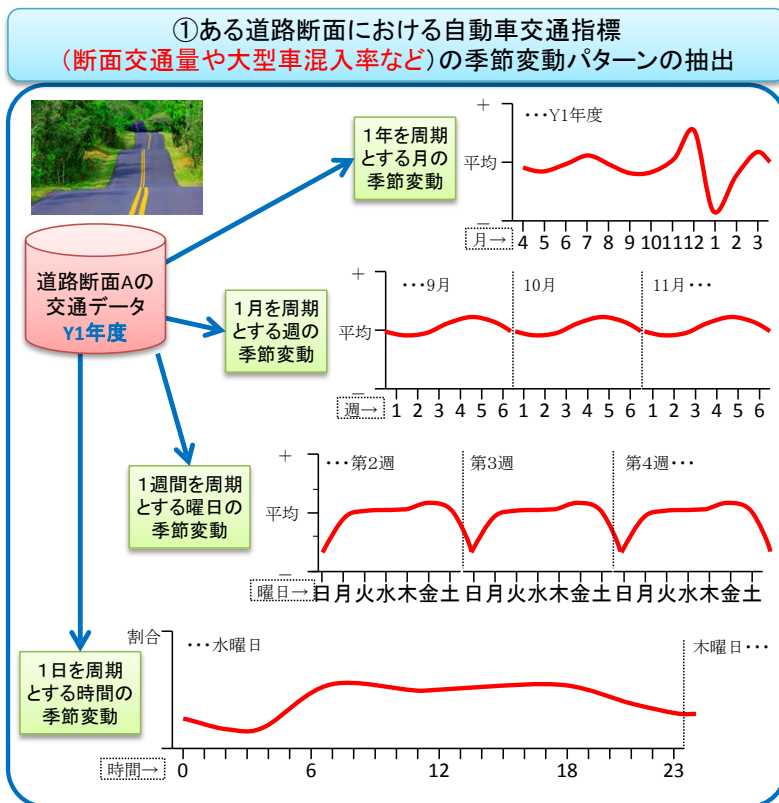 ①ある道路断面における自動車交通指標
(断面交通量や大型車混入率など)の季節変動パターンの抽出
道路断面Aの
交通データ
Y1年度
1年を周期
とする月の
季節変動
+
・・・Y1年度
平均
−
月→
4 5 6 7 8 9 10 11 12 1 2 3
1月を周期
とする週の
季節変動
+
・・・9月 10月 11月・・・
平均
−
週→
1 2 3 4 5 6 1 2 3 4 5 6 1 2 3 4 5 6
1週間を周期
とする曜日の
季節変動
+
・・・第2週 第3週 第4週・・・
平均
−
曜日→
日月火水木金土日月火水木金土日月火水木金土
1日を周期
とする時間の
季節変動
割合
・・・水曜日 木曜日・・・
時間→
0 6 12 18 23